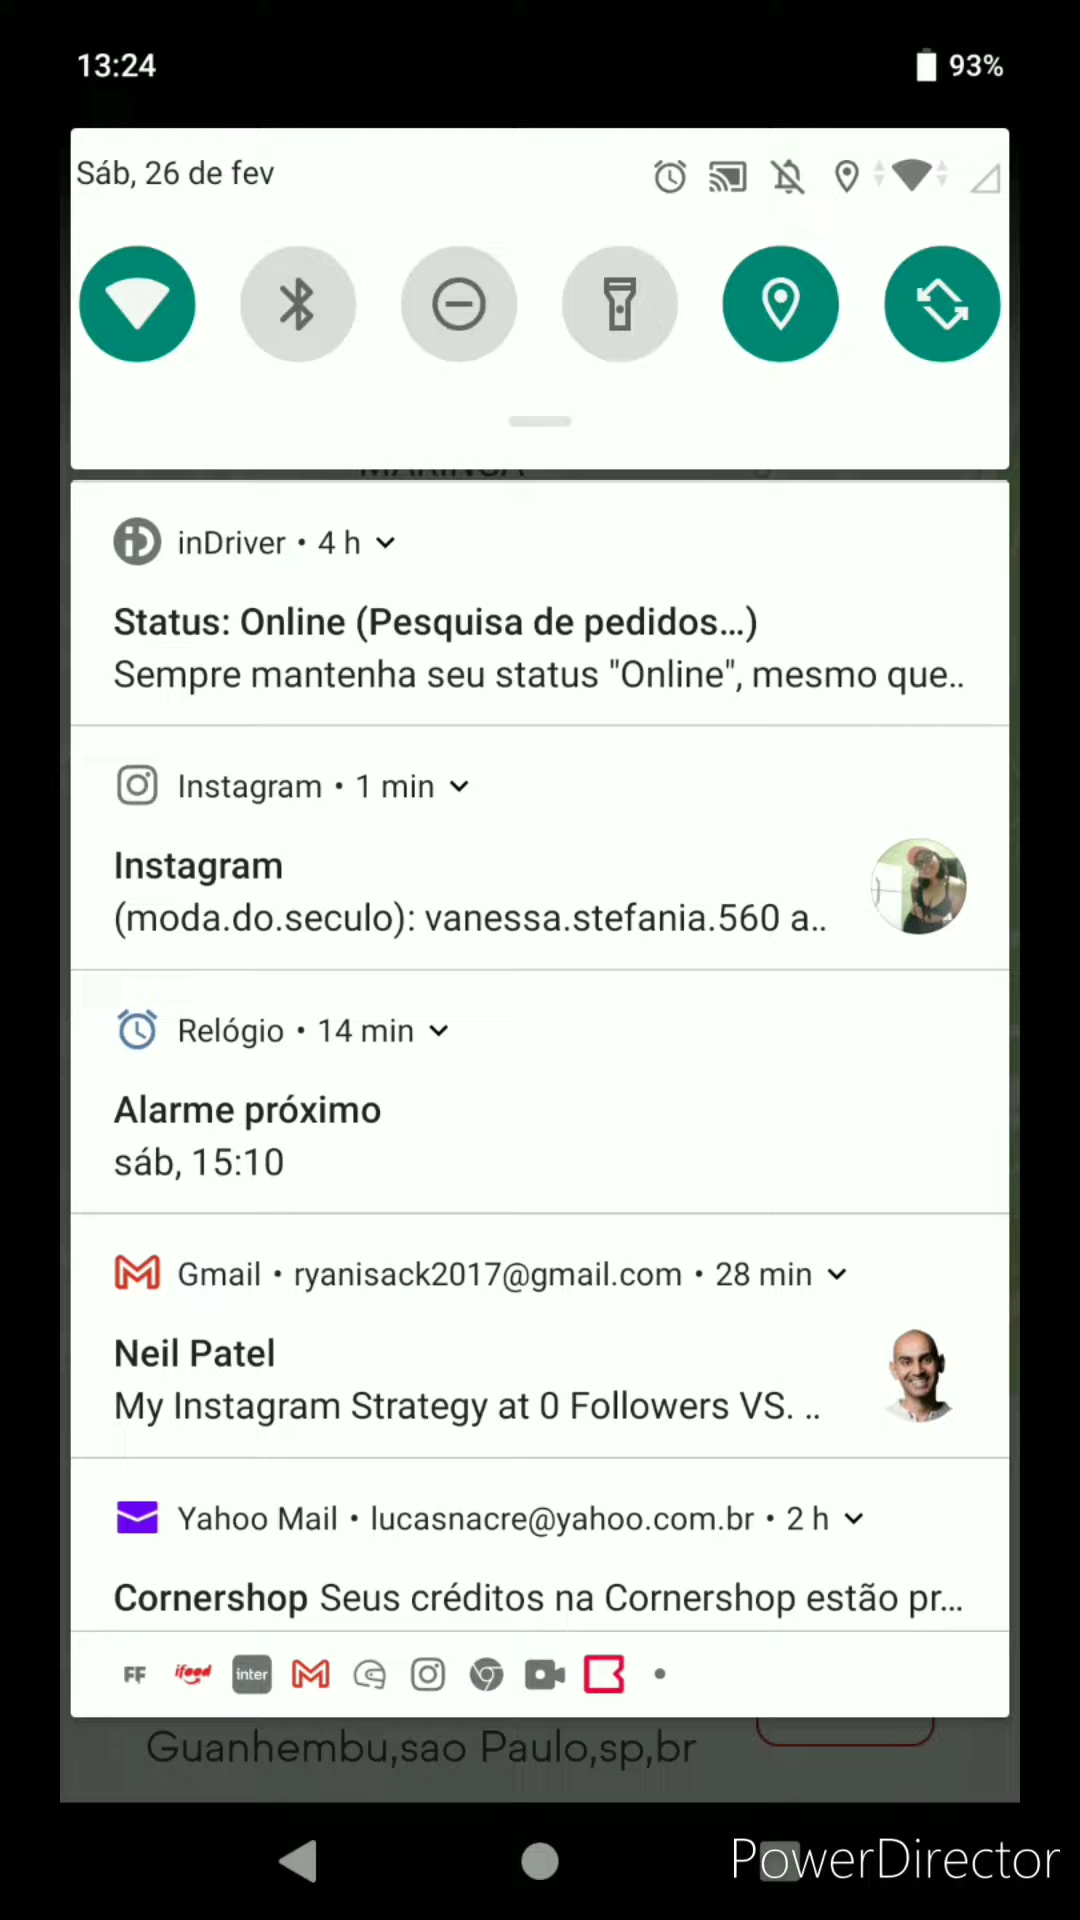 13:24
93%
Sáb, 26 de fev
inDriver • 4 h
Status: Online (Pesquisa de pedidos...)
Sempre mantenha seu status "Online", mesmo que..
Instagram • 1 min
Instagram
(moda.do.seculo): vanessa.stefania.560 a..
Relógio • 14 min
Alarme próximo
sáb, 15:10
Gmail • ryanisack2017@gmail.com • 28 min
Neil Patel
My Instagram Strategy at 0 Followers VS. ..
Yahoo Mail • lucasnacre@yahoo.com.br • 2 h
Cornershop Seus créditos na Cornershop estão pr...
FF ifood inter
Guanhembu,sao Paulo,sp,br
PowerDirector